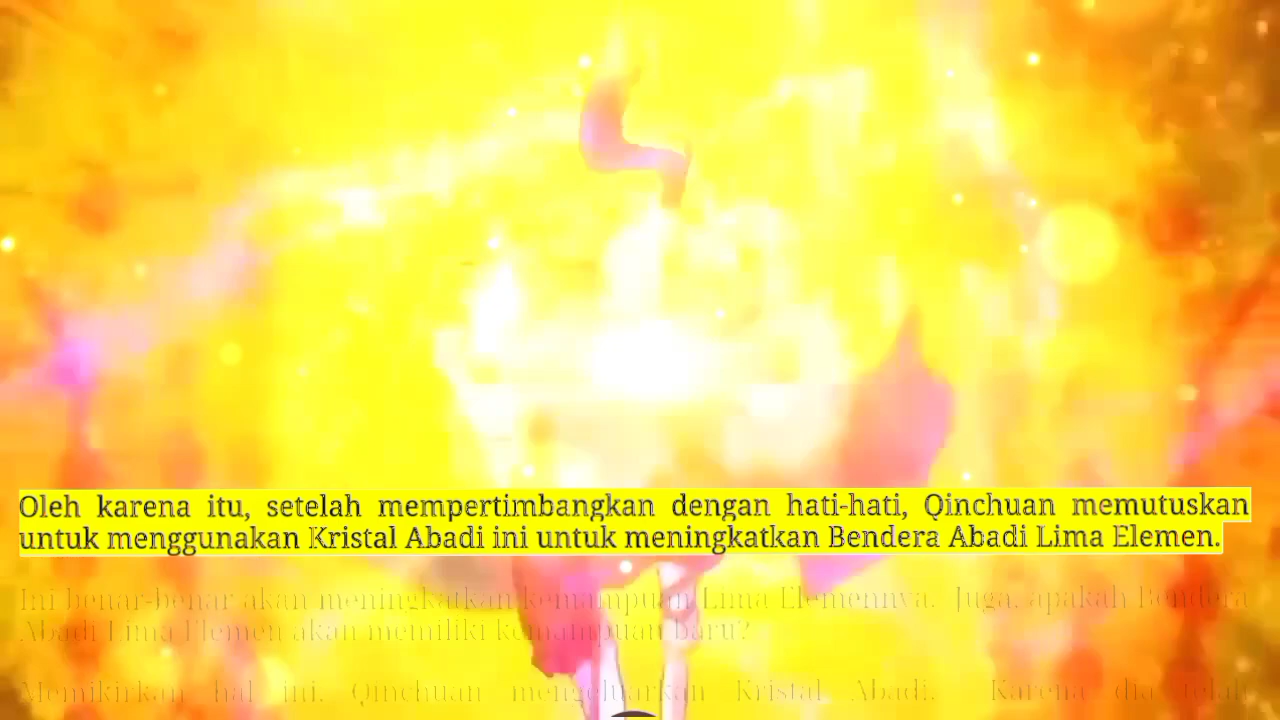 Oleh karena itu, setelah mempertimbangkan dengan hati-hati, Qinchuan memutuskan
untuk menggunakan Kristal Abadi ini untuk meningkatkan Bendera Abadi Lima Elemen.
Ini benar-benar akan meningkatkan kemampuan Lima Elemennya. Juga, apakah Bendera
Abadi Lima Elemen akan memiliki kemampuan baru?
Memikirkan hal ini, Qinchuan mengeluarkan Kristal Abadi. Karena dia telah